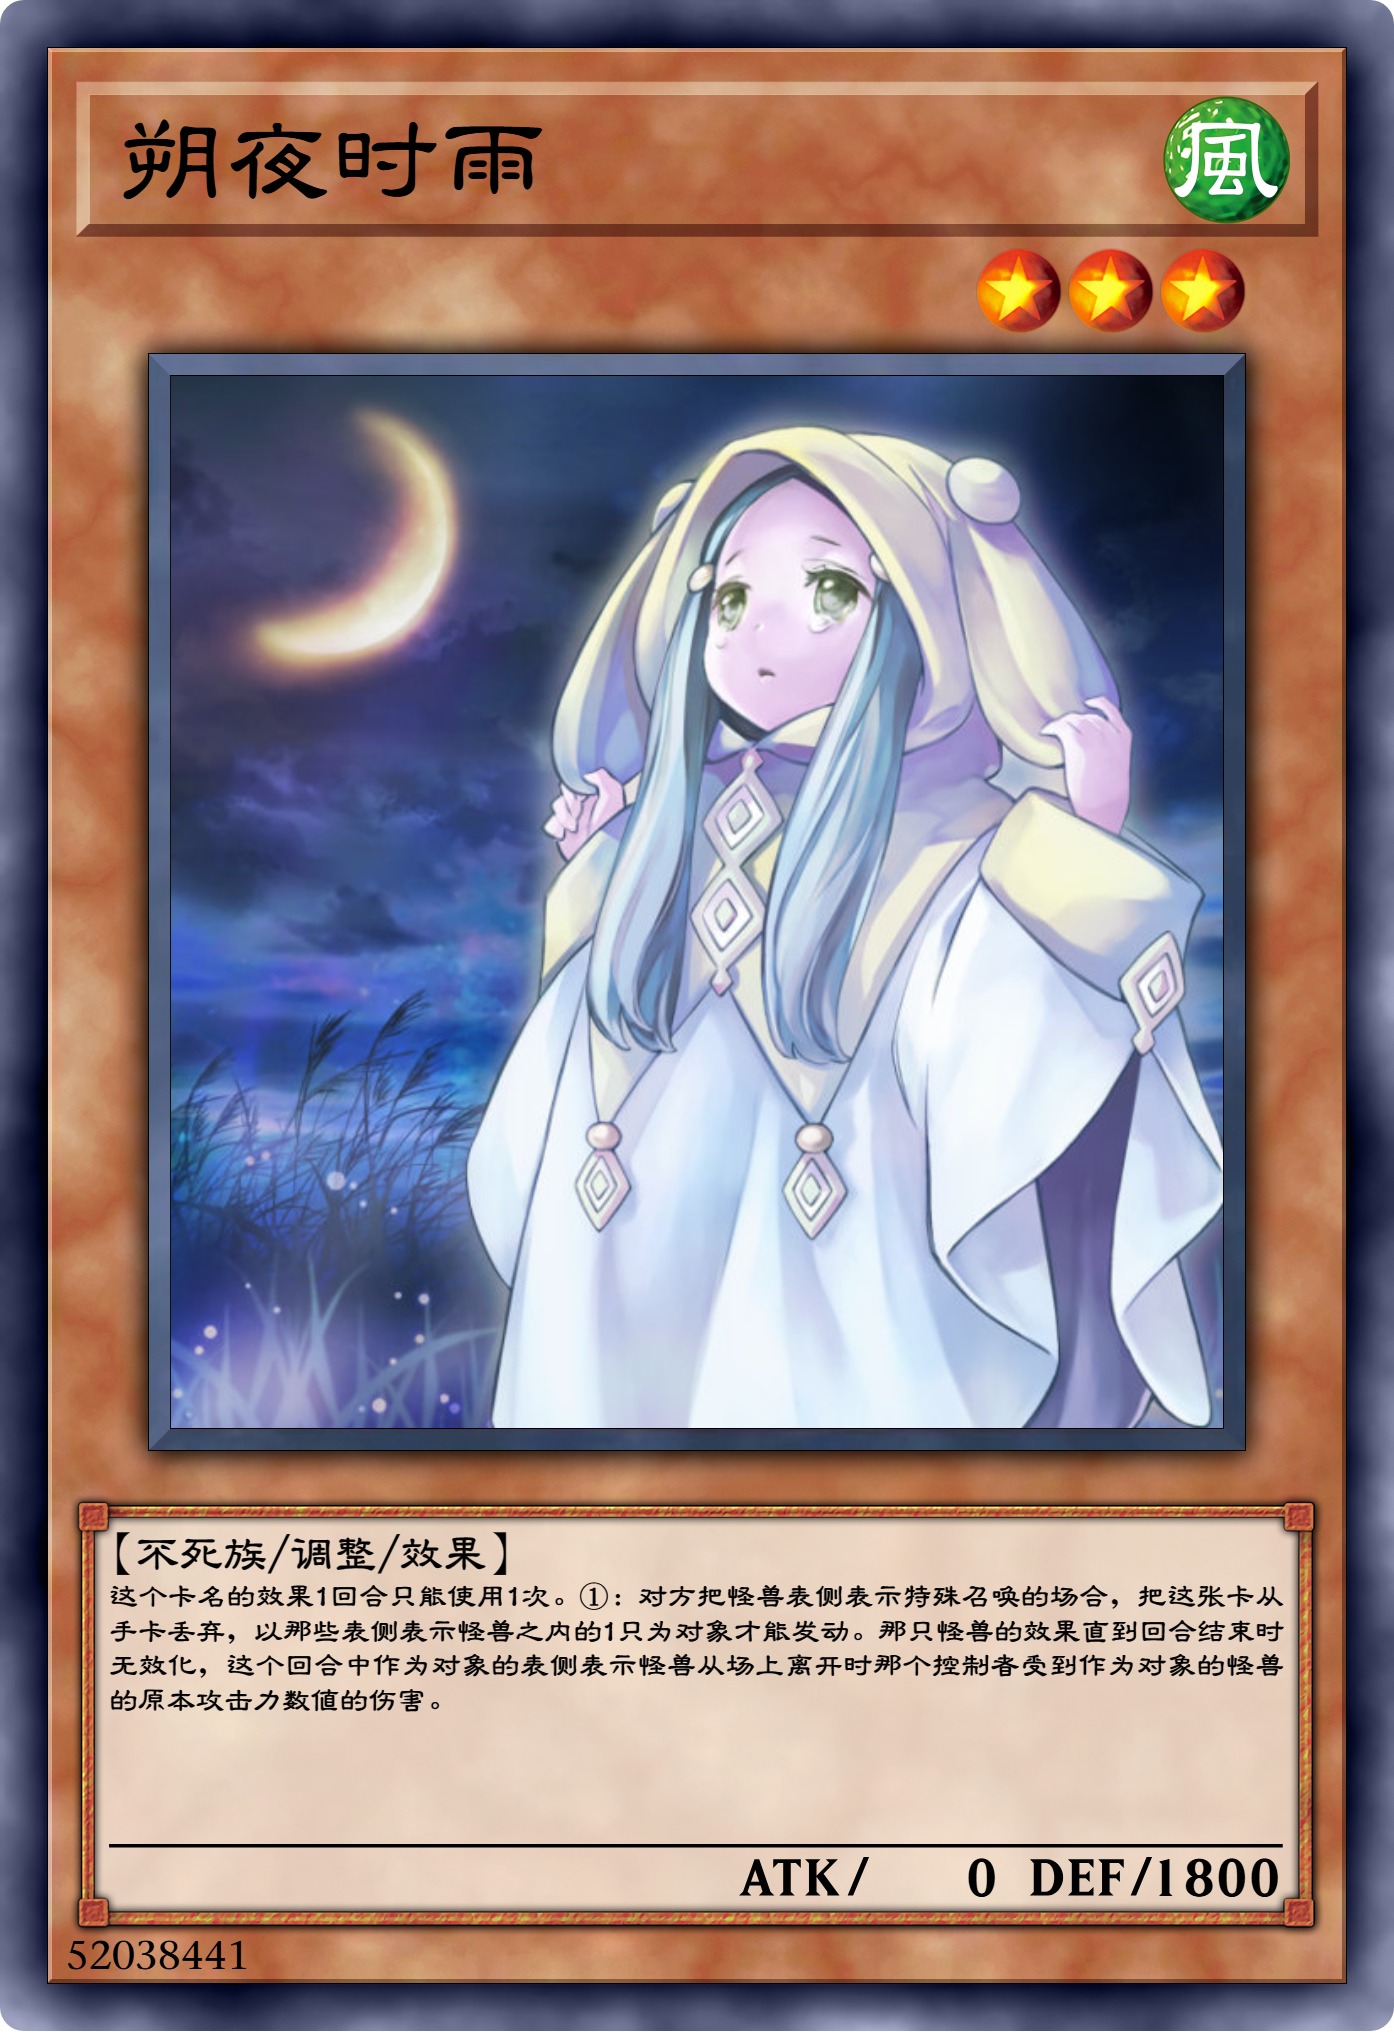 朔夜时雨
風
【不死族/调整/效果】
这个卡名的效果1回合只能使用1次。①：对方把怪兽表侧表示特殊召唤的场合，把这张卡从
手卡丢弃，以那些表侧表示怪兽之内的1只为对象才能发动。那只怪兽的效果直到回合结束时
无效化，这个回合中作为对象的表侧表示怪兽从场上离开时那个控制者受到作为对象的怪兽
的原本攻击力数值的伤害。
ATK/ 0 DEF/1800
52038441